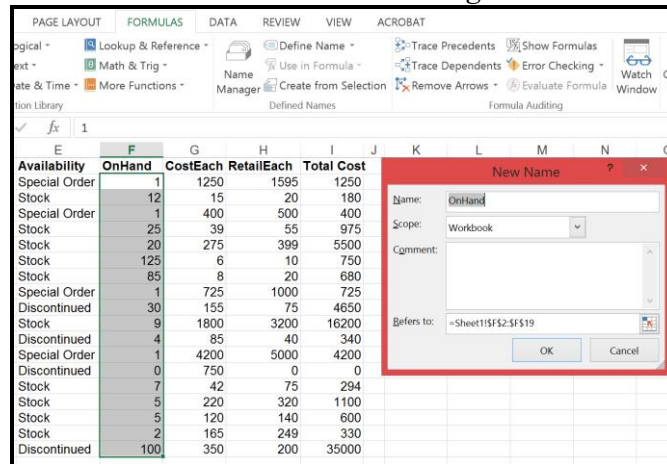 PAGE LAYOUT FORMULAS DATA REVIEW VIEW ACROBAT
ogical Lookup & Reference Define Name Trace Precedents Show Formulas
ext Math & Trig Use in Formula Trace Dependents Error Checking
ate & Time More Functions Name Manager Create from Selection Remove Arrows Evaluate Formula Watch Window
tion Library Defined Names Formula Auditing
fx 1
E F G H I J K L M N
Availability OnHand CostEach RetailEach Total Cost
Special Order 1 1250 1595 1250
Stock 12 15 20 180
Special Order 1 400 500 400
Stock 25 39 55 975
Stock 20 275 399 5500
Stock 125 6 10 750
Stock 85 8 20 680
Special Order 1 725 1000 725
Discontinued 30 155 75 4650
Stock 9 1800 3200 16200
Discontinued 4 85 40 340
Special Order 1 4200 5000 4200
Discontinued 0 750 0 0
Stock 7 42 75 294
Stock 5 220 320 1100
Stock 5 120 140 600
Stock 2 165 249 330
Discontinued 100 350 200 35000
New Name ? ×
Name: OnHand
Scope: Workbook
Comment:
Refers to: =Sheet1!$F$2:$F$19
OK Cancel